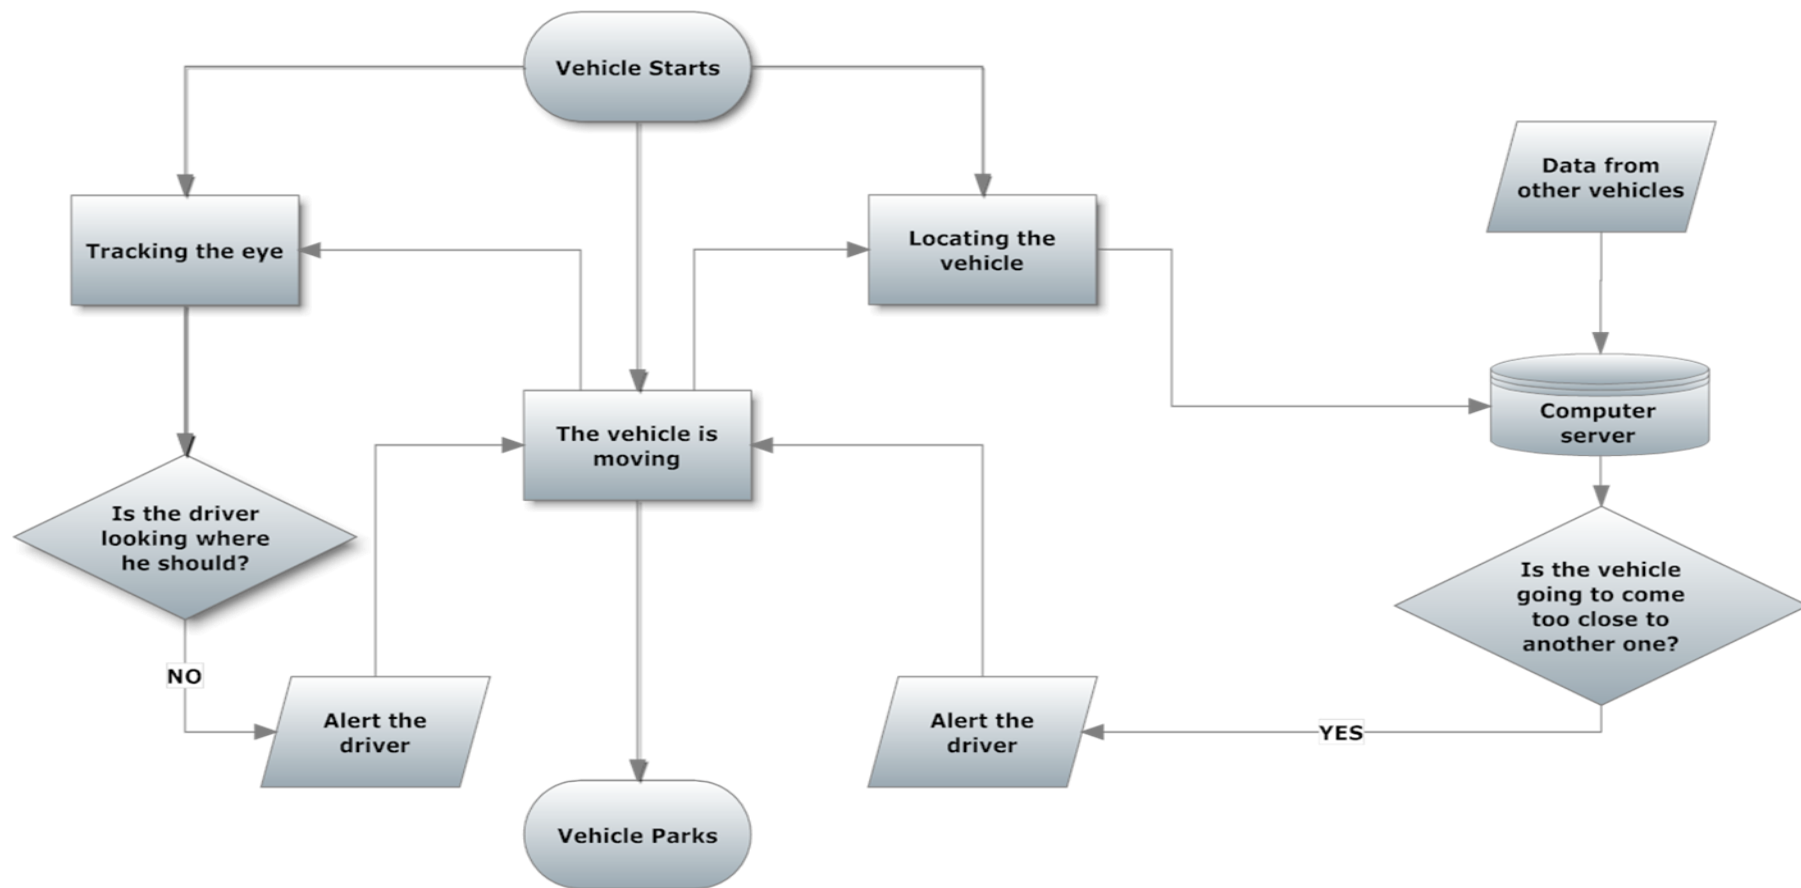 Vehicle Starts
Data from
other vehicles
Tracking the eye
Locating the
vehicle
Computer
server
The vehicle is
moving
Is the driver
looking where
he should?
Is the vehicle
going to come
too close to
another one?
NO
Alert the
driver
Alert the
driver
YES
Vehicle Parks